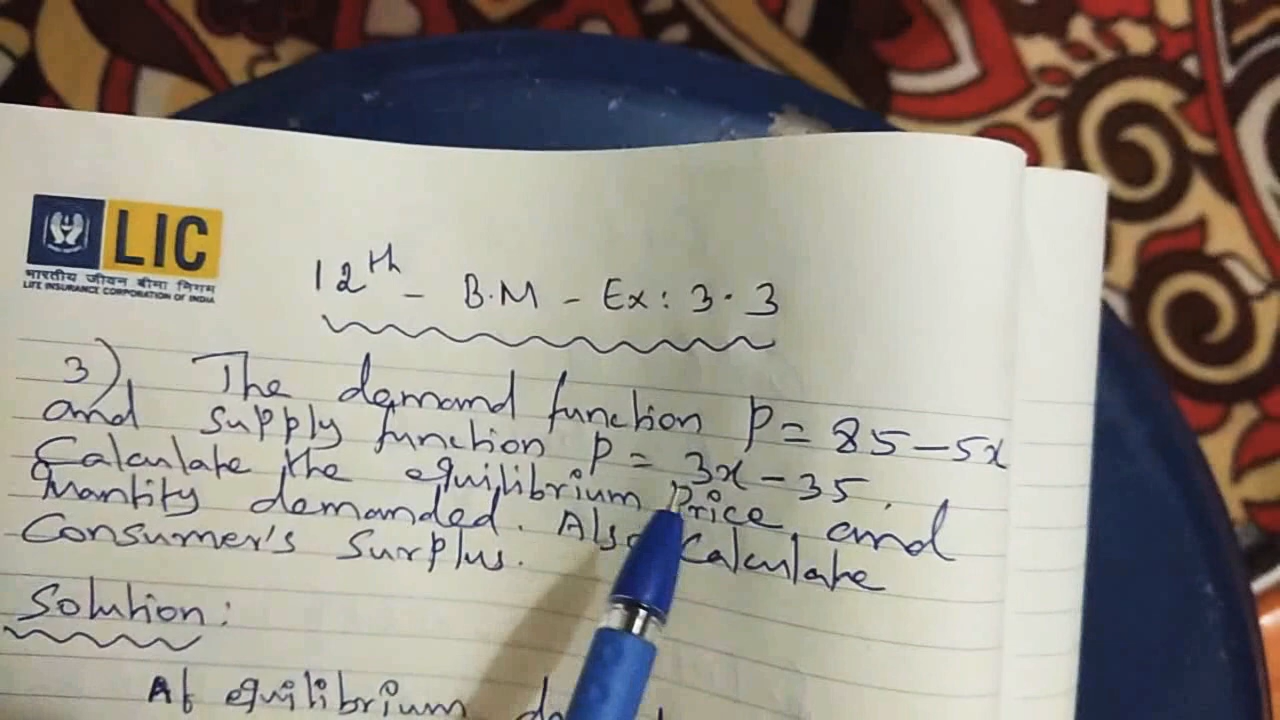 LIC
भारतीय जीवन बीमा निगम
LIFE INSURANCE CORPORATION OF INDIA
12th - B.M - Ex: 3.3
3). The demand function P = 85 - 5x
and supply function P = 3x - 35.
Calculate the equilibrium price and
quantity demanded. Also Calculate
Consumer's Surplus.
Solution:
At equilibrium